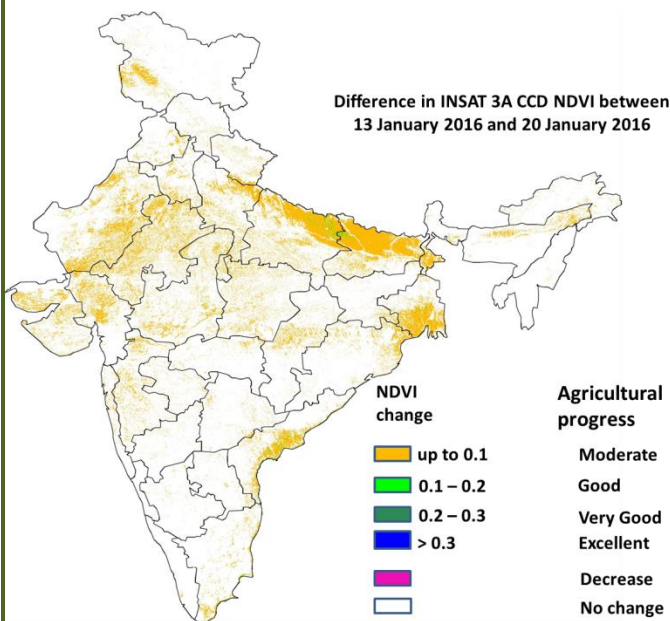 Difference in INSAT 3A CCD NDVI between
13 January 2016 and 20 January 2016
NDVI change
Agricultural progress
up to 0.1 Moderate
0.1 – 0.2 Good
0.2 – 0.3 Very Good
> 0.3 Excellent
Decrease
No change